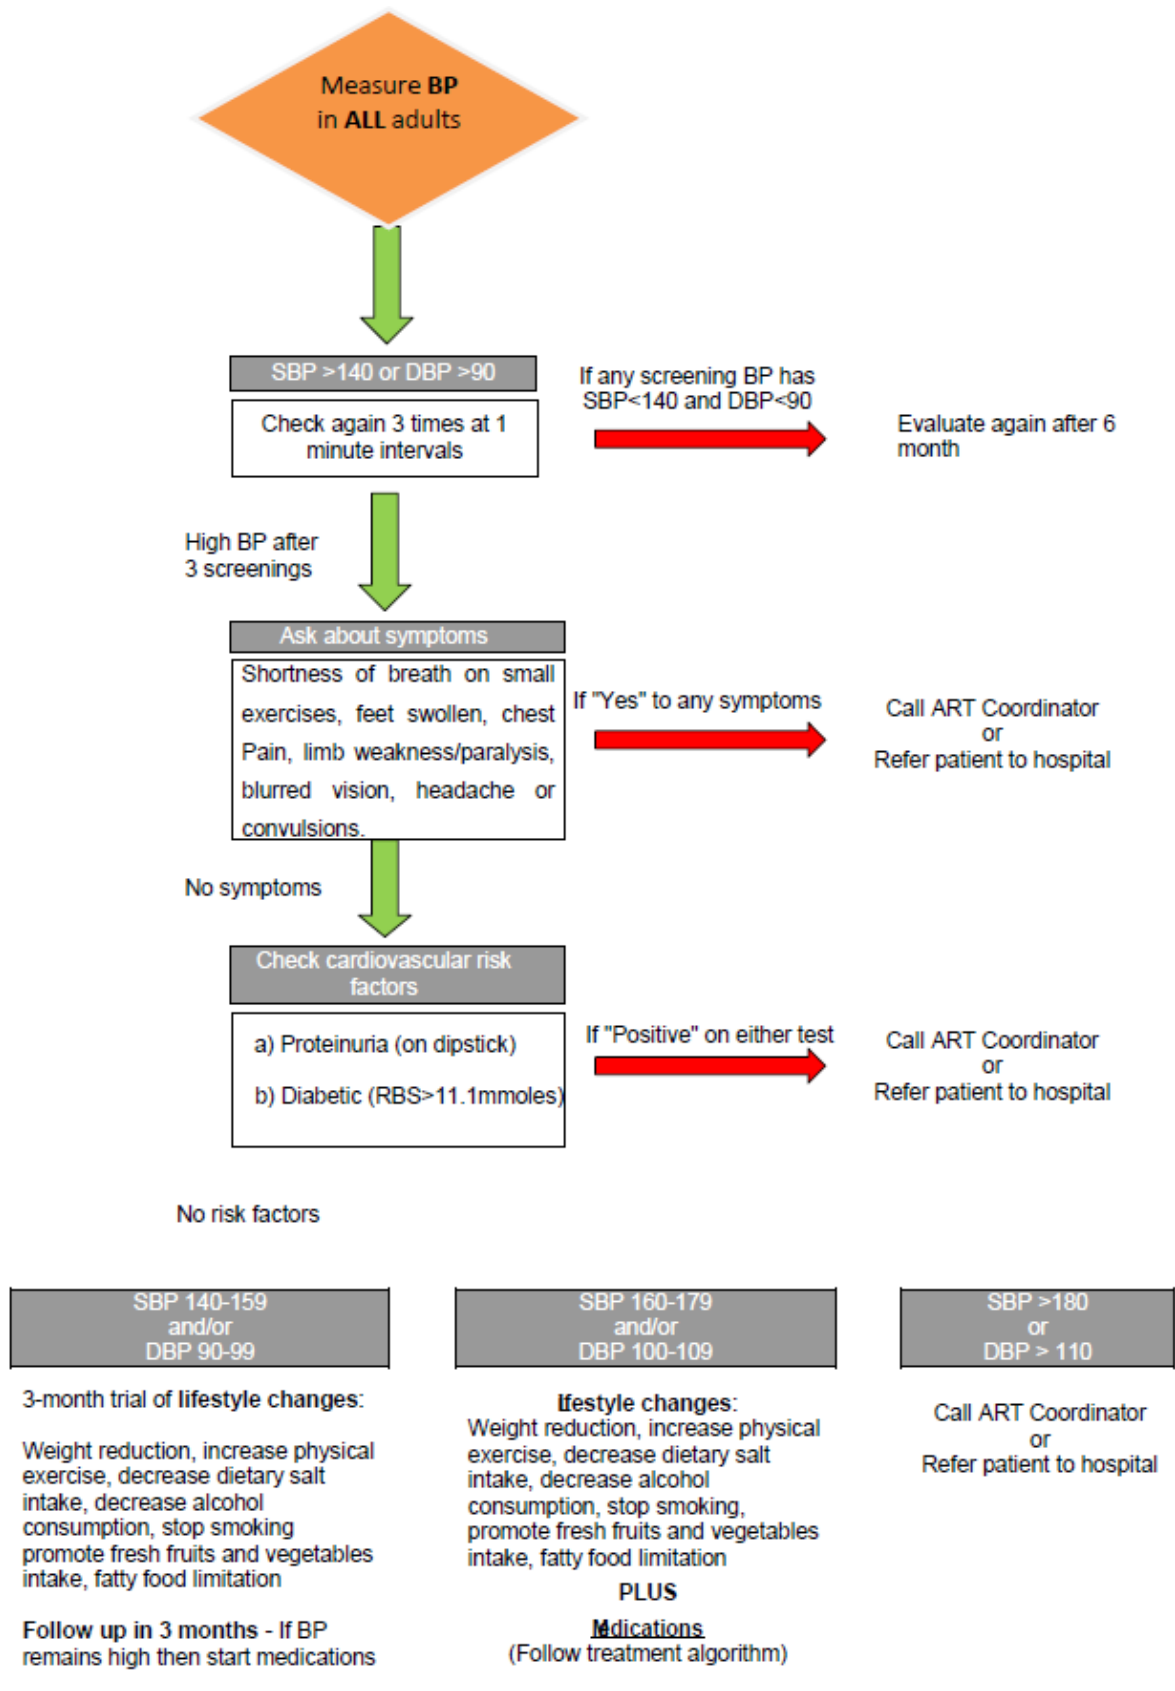 Measure BP
in ALL adults
SBP >140 or DBP >90
Check again 3 times at 1
minute intervals
If any screening BP has
SBP<140 and DBP<90
Evaluate again after 6
month
High BP after
3 screenings
Ask about symptoms
Shortness of breath on small
exercises, feet swollen, chest
Pain, limb weakness/paralysis,
blurred vision, headache or
convulsions.
If "Yes" to any symptoms
Call ART Coordinator
or
Refer patient to hospital
No symptoms
Check cardiovascular risk
factors
a) Proteinuria (on dipstick)
b) Diabetic (RBS>11.1mmoles)
If "Positive" on either test
Call ART Coordinator
or
Refer patient to hospital
No risk factors
SBP 140-159
and/or
DBP 90-99
3-month trial of lifestyle changes:
Weight reduction, increase physical
exercise, decrease dietary salt
intake, decrease alcohol
consumption, stop smoking
promote fresh fruits and vegetables
intake, fatty food limitation
Follow up in 3 months - If BP
remains high then start medications
SBP 160-179
and/or
DBP 100-109
Lifestyle changes:
Weight reduction, increase physical
exercise, decrease dietary salt
intake, decrease alcohol
consumption, stop smoking,
promote fresh fruits and vegetables
intake, fatty food limitation
PLUS
Medications
(Follow treatment algorithm)
SBP >180
or
DBP > 110
Call ART Coordinator
or
Refer patient to hospital